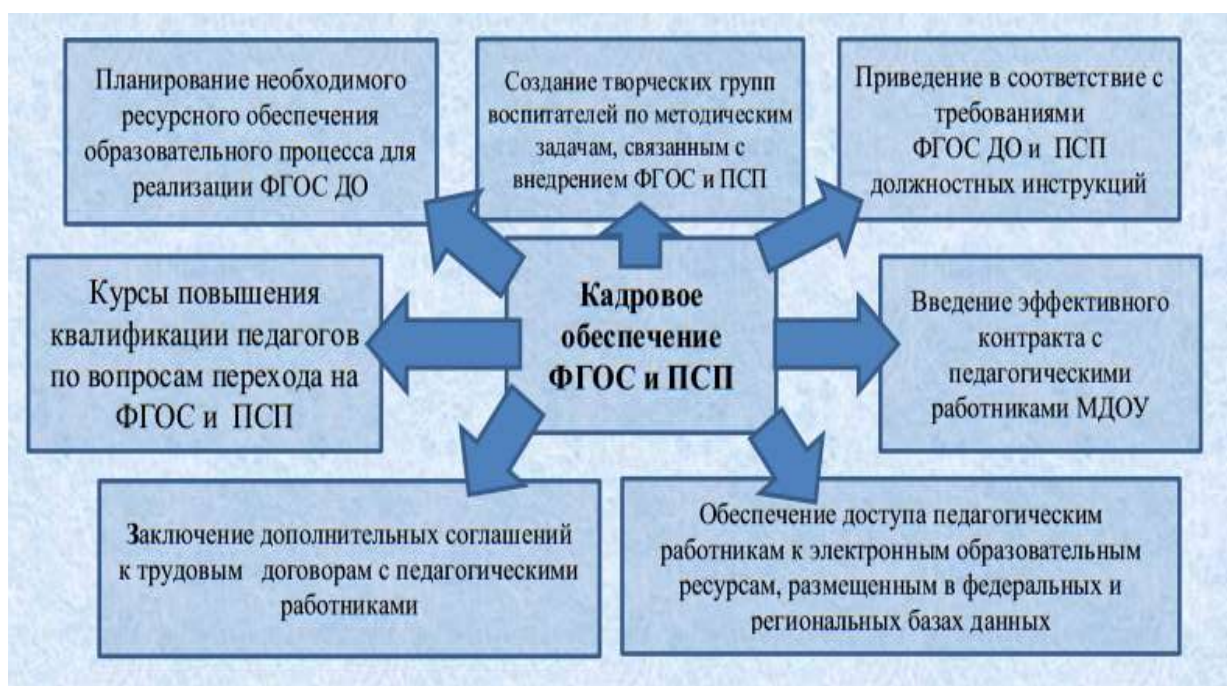 Планирование необходимого
ресурсного обеспечения
образовательного процесса для
реализации ФГОС ДО
Создание творческих групп
воспитателей по методическим
задачам, связанным с
внедрением ФГОС и ПСП
Приведение в соответствие с
требованиями
ФГОС ДО и ПСП
должностных инструкций
Курсы повышения
квалификации педагогов
по вопросам перехода на
ФГОС и ПСП
Кадровое
обеспечение
ФГОС и ПСП
Введение эффективного
контракта с
педагогическими
работниками МДОУ
Заключение дополнительных соглашений
к трудовым договорам с педагогическими
работниками
Обеспечение доступа педагогическим
работникам к электронным образовательным
ресурсам, размещенным в федеральных и
региональных базах данных